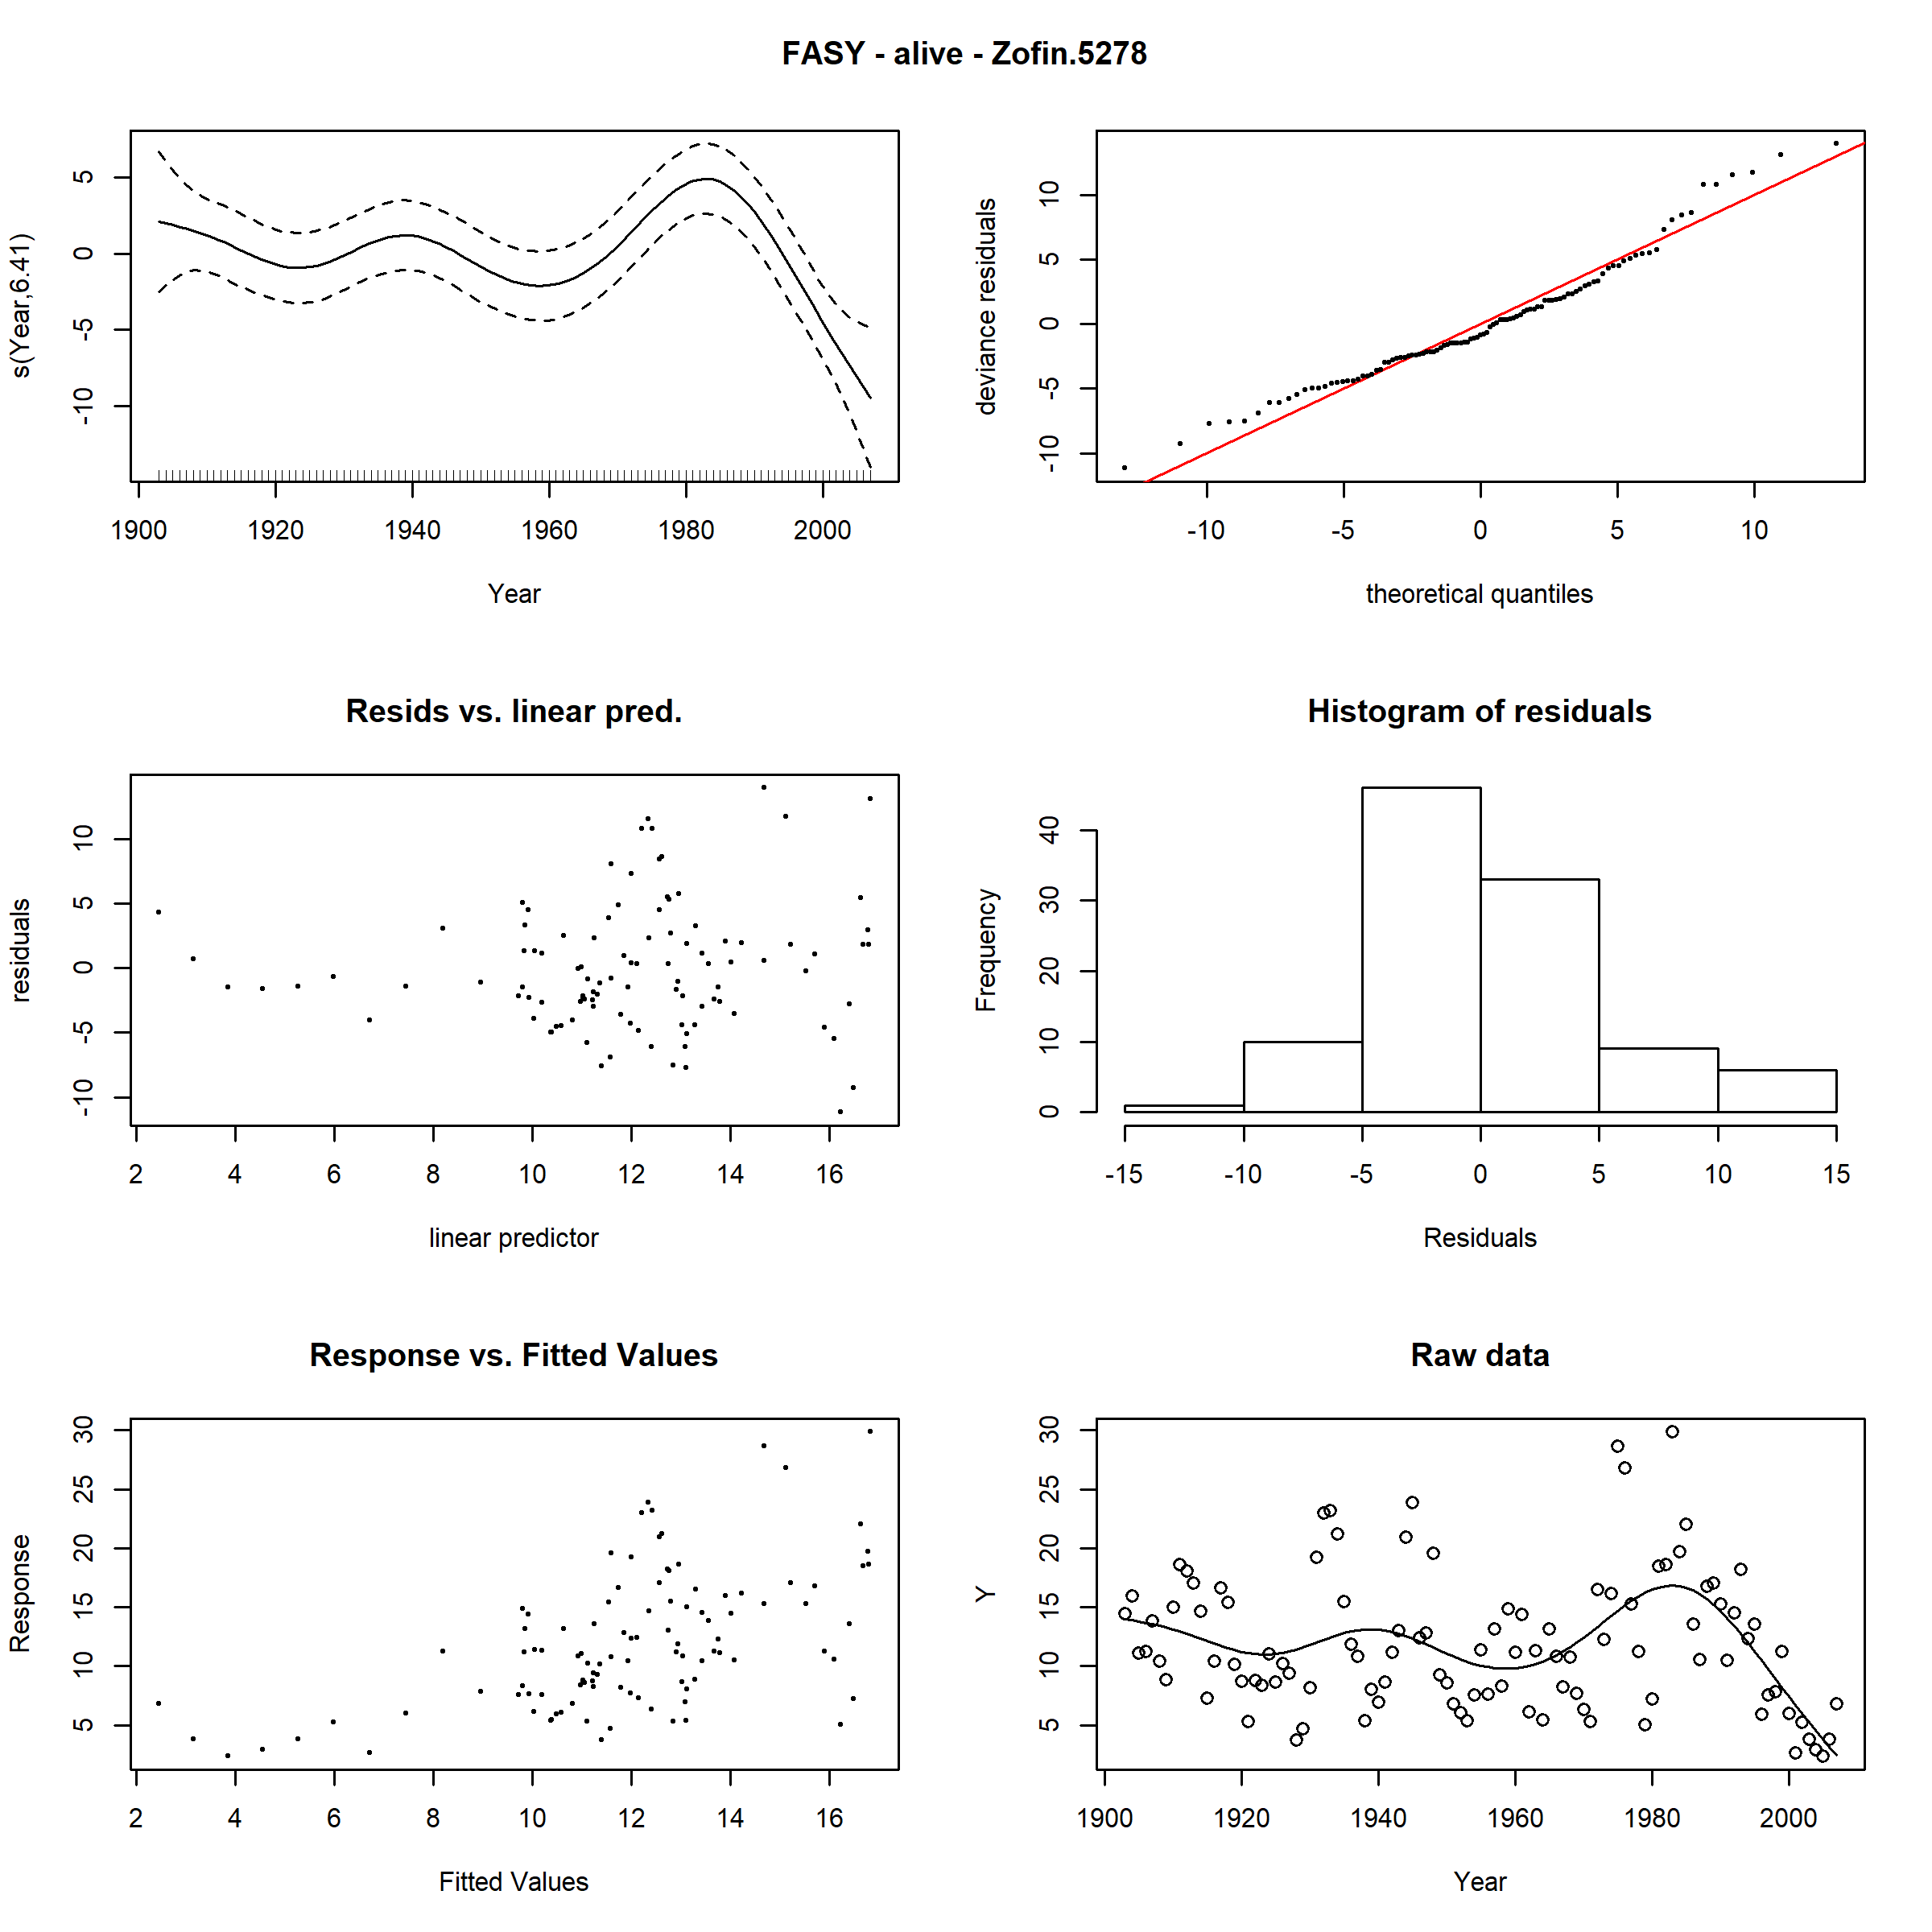 FASY - alive - Zofin.5278
s(Year,6.41)
5
0
-5
-10
1900 1920 1940 1960 1980 2000
Year
deviance residuals
10
5
0
-5
-10
-10 -5 0 5 10
theoretical quantiles
Resids vs. linear pred.
residuals
10
5
0
-5
-10
2 4 6 8 10 12 14 16
linear predictor
Histogram of residuals
Frequency
40
30
20
10
0
-15 -10 -5 0 5 10 15
Residuals
Response vs. Fitted Values
Response
30
25
20
15
10
5
2 4 6 8 10 12 14 16
Fitted Values
Raw data
Y
30
25
20
15
10
5
1900 1920 1940 1960 1980 2000
Year